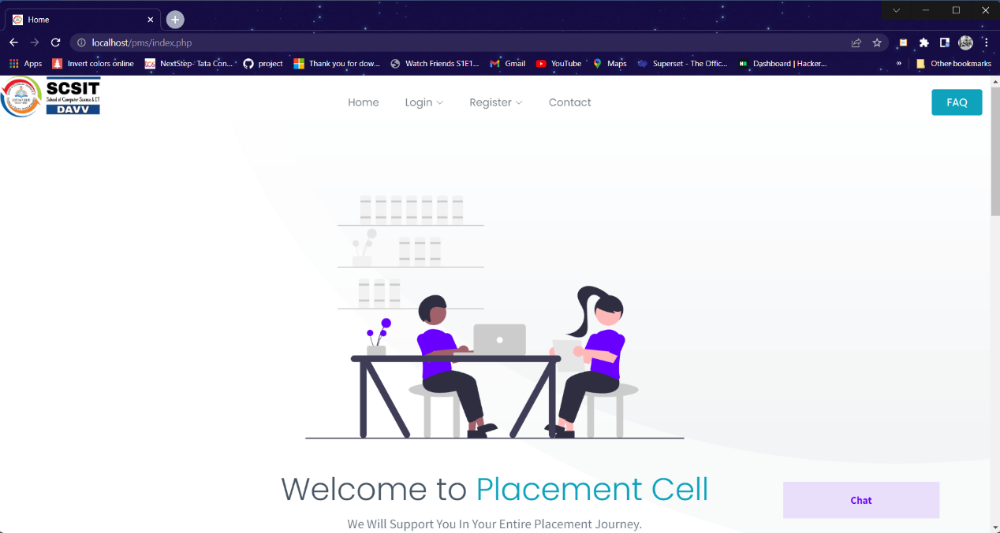 Home
localhost/pms/index.php
Apps Invert colors online NextStep- Tata Con... project Thank you for dow... Watch Friends S1E1... Gmail YouTube Maps Superset - The Offic... Dashboard | Hacker... » Other bookmarks
SCSIT
School of Computer Science & IT
DAVV
Home Login Register Contact FAQ
Welcome to Placement Cell
Chat
We Will Support You In Your Entire Placement Journey.